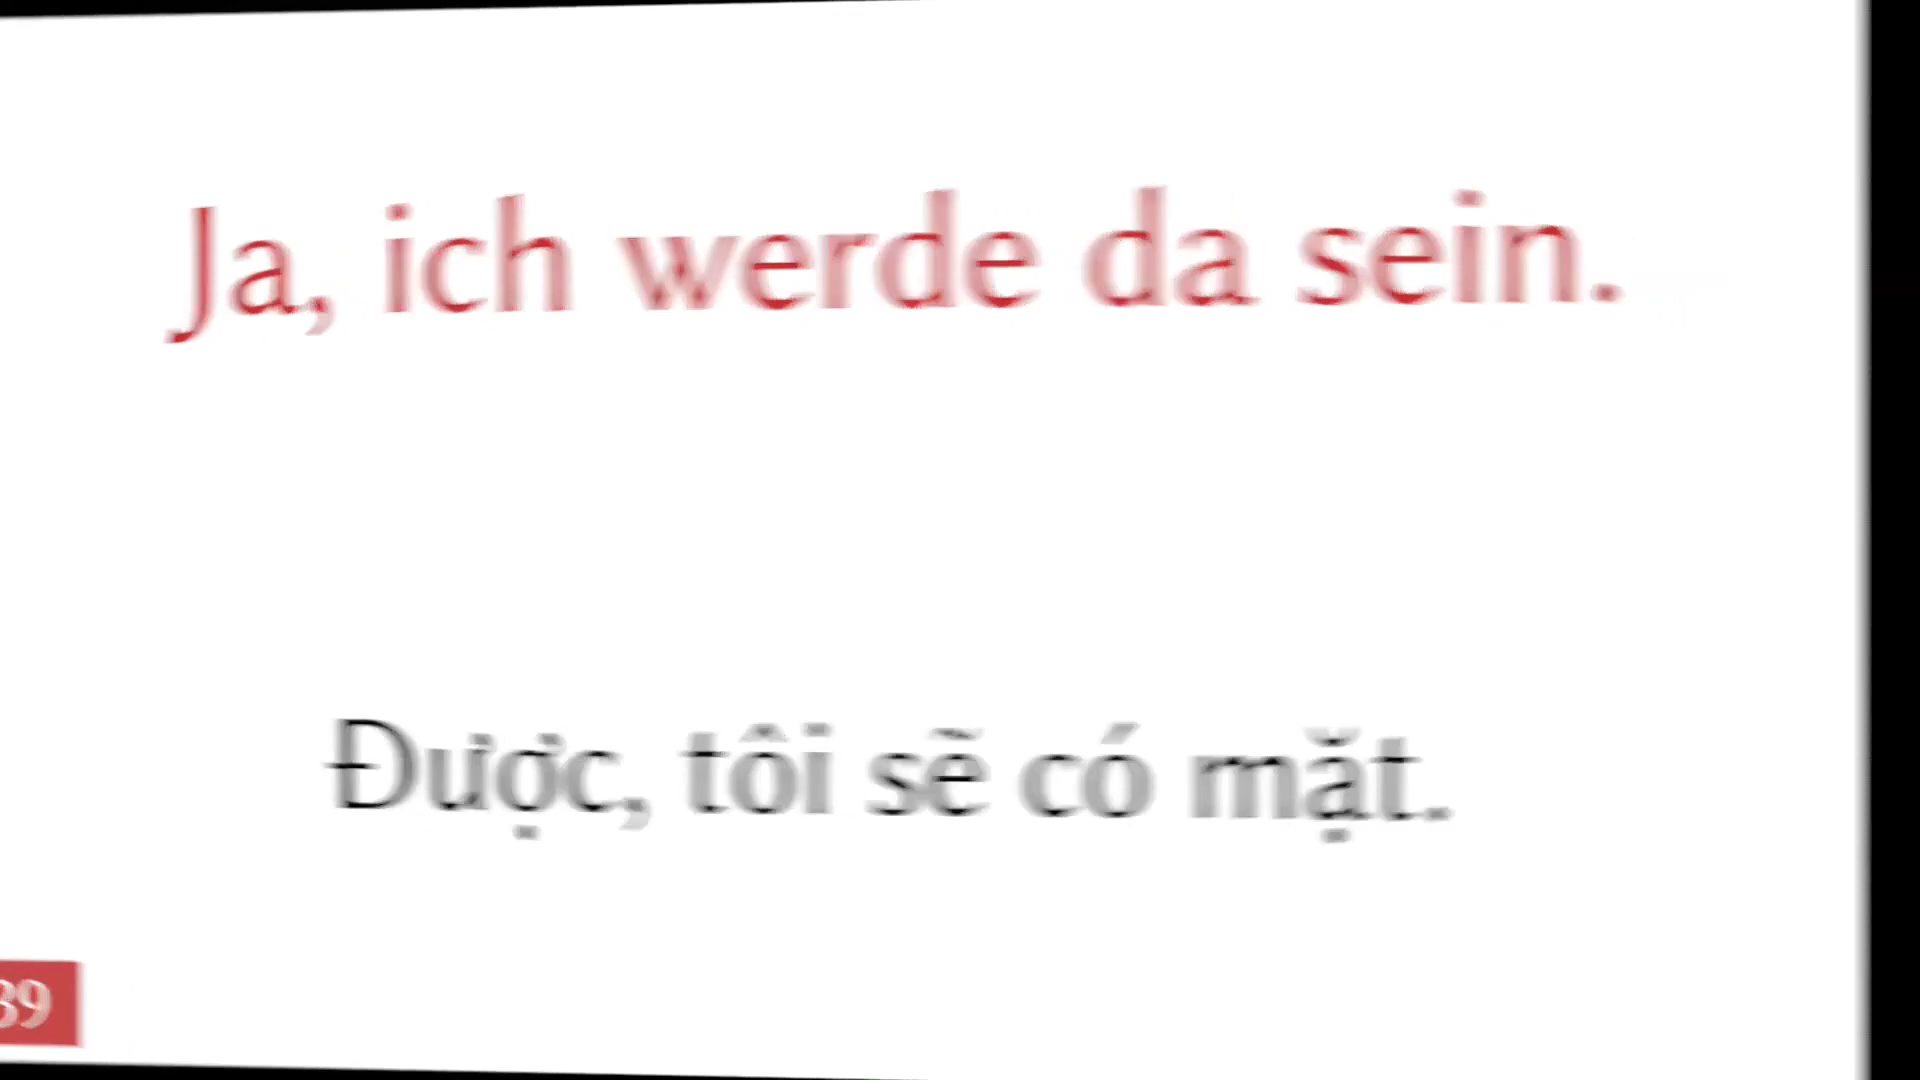 Ja, ich werde da sein.
Được, tôi sẽ có mặt.
39